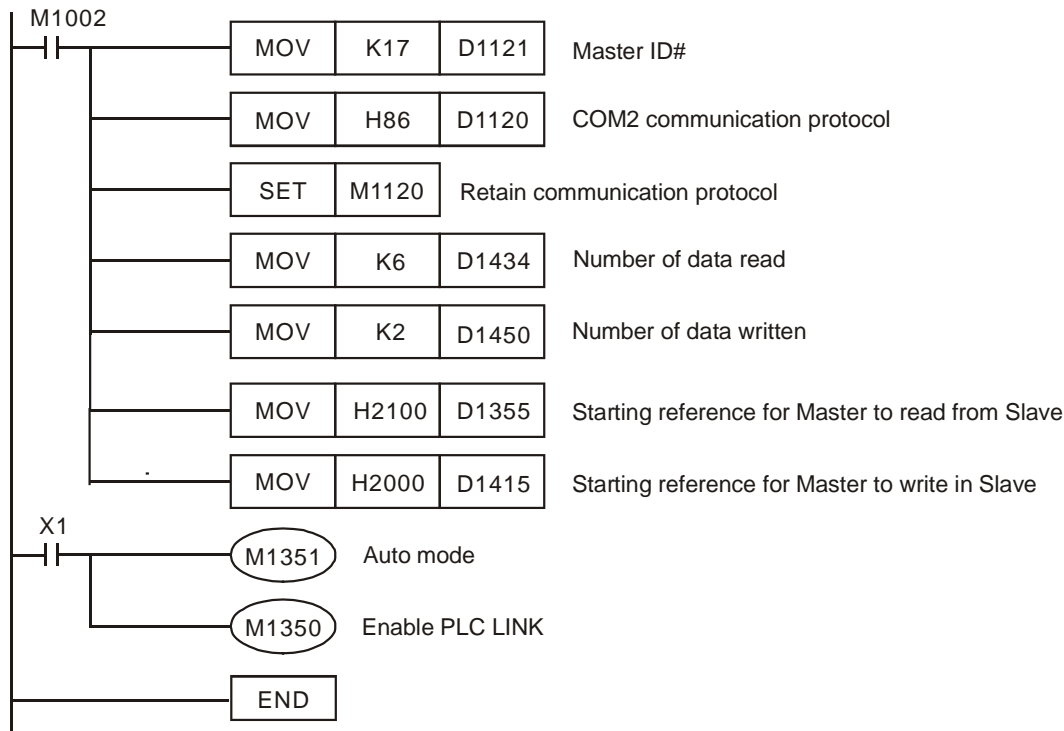 M1002
MOV K17 D1121 Master ID#
MOV H86 D1120 COM2 communication protocol
SET M1120 Retain communication protocol
MOV K6 D1434 Number of data read
MOV K2 D1450 Number of data written
MOV H2100 D1355 Starting reference for Master to read from Slave
MOV H2000 D1415 Starting reference for Master to write in Slave
X1
M1351 Auto mode
M1350 Enable PLC LINK
END